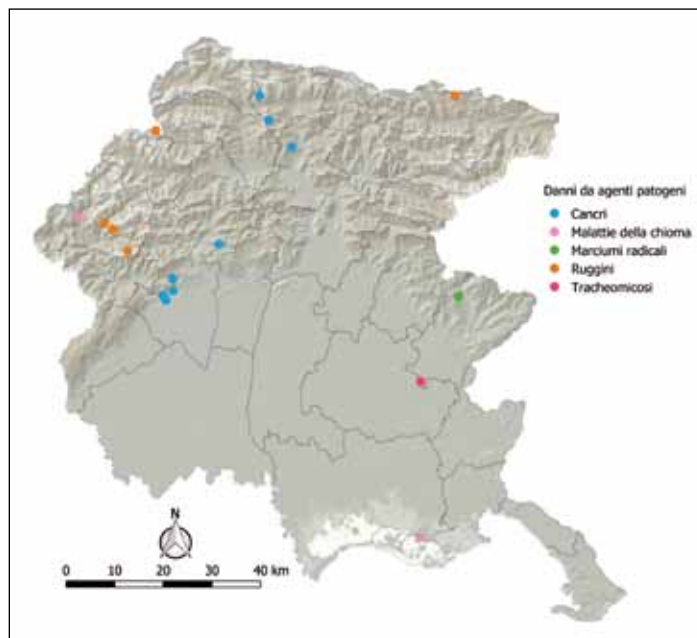 Danni da agenti patogeni
Cancri
Malattie della chioma
Marciumi radicali
Ruggini
Tracheomicosi
N
0 10 20 30 40 km